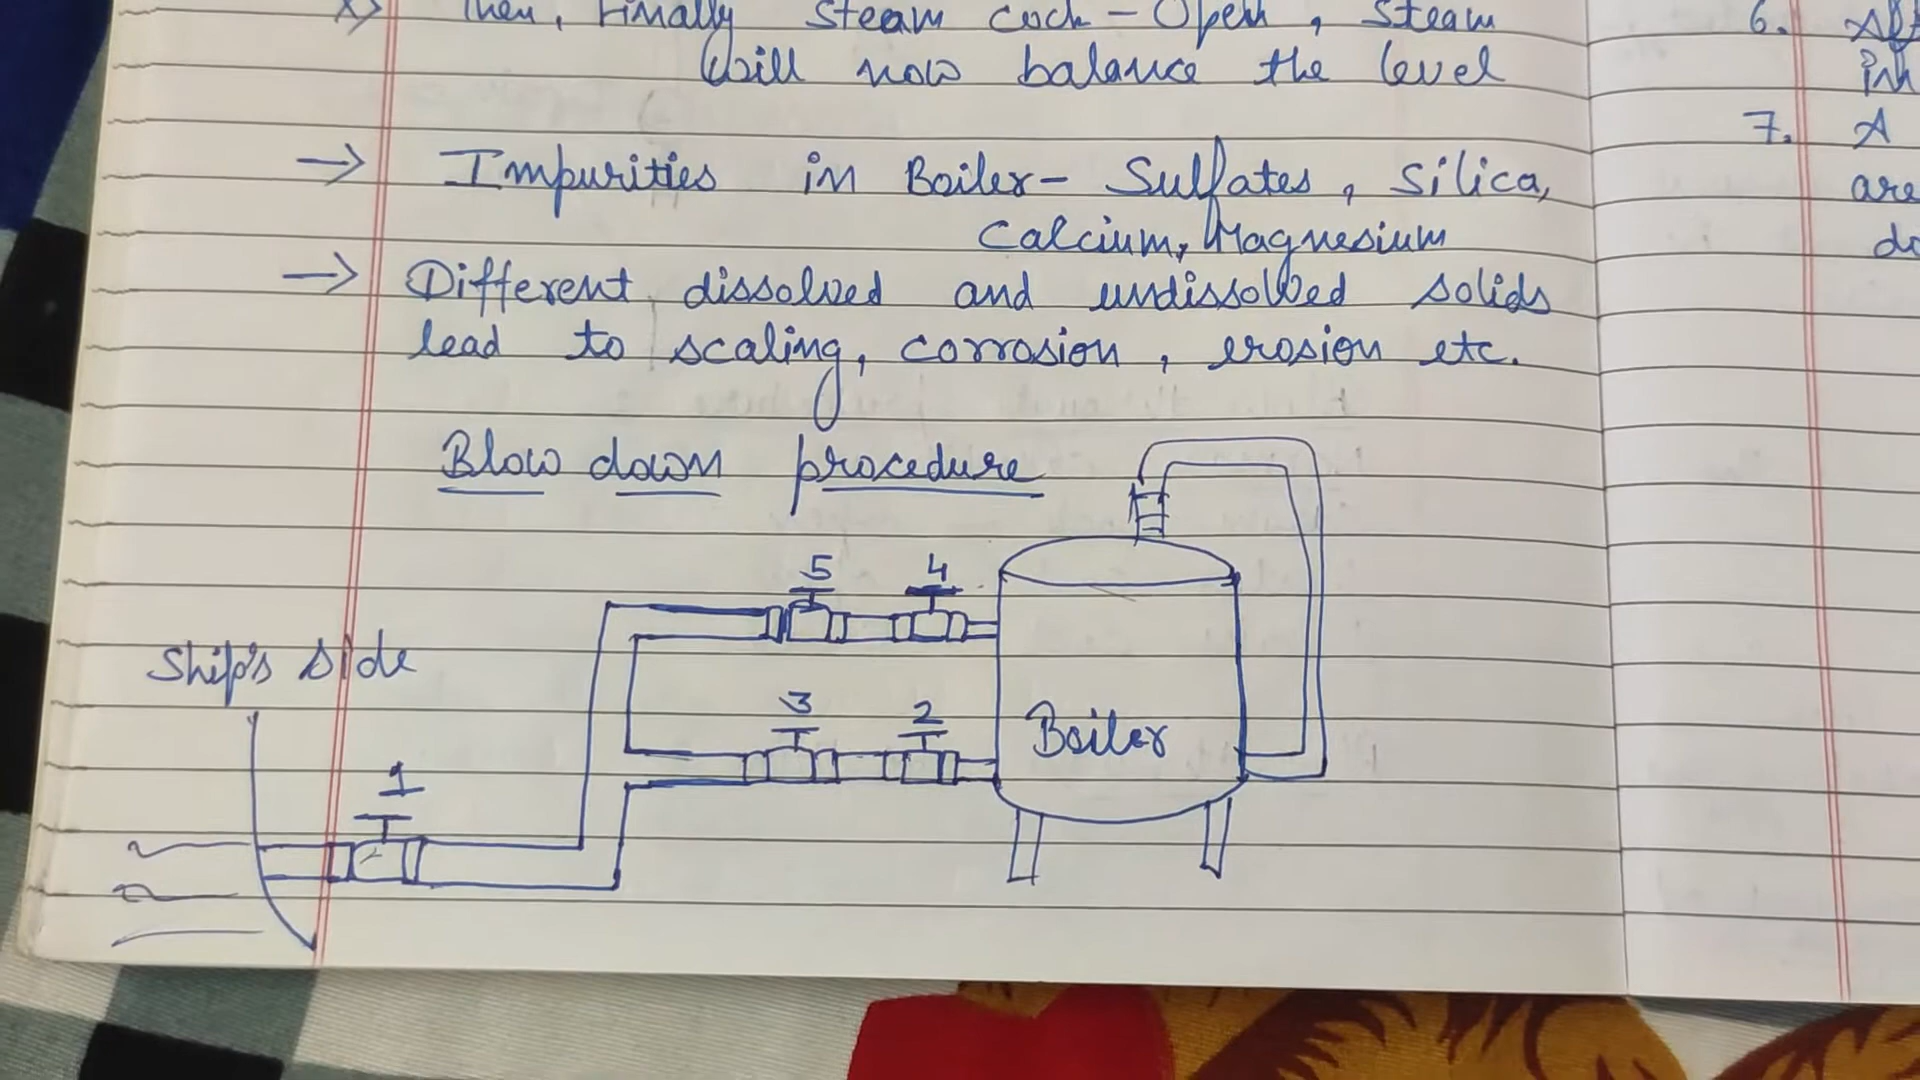 Then, Finally Steam cock - Open, Steam
will now balance the level
→ Impurities in Boiler - Sulfates, Silica,
Calcium, Magnesium
→ Different dissolved and undissolved solids
lead to scaling, corrosion, erosion etc.
Blow down procedure
5 4
Ship's side
3 2
Boiler
1
6.
7. A
are